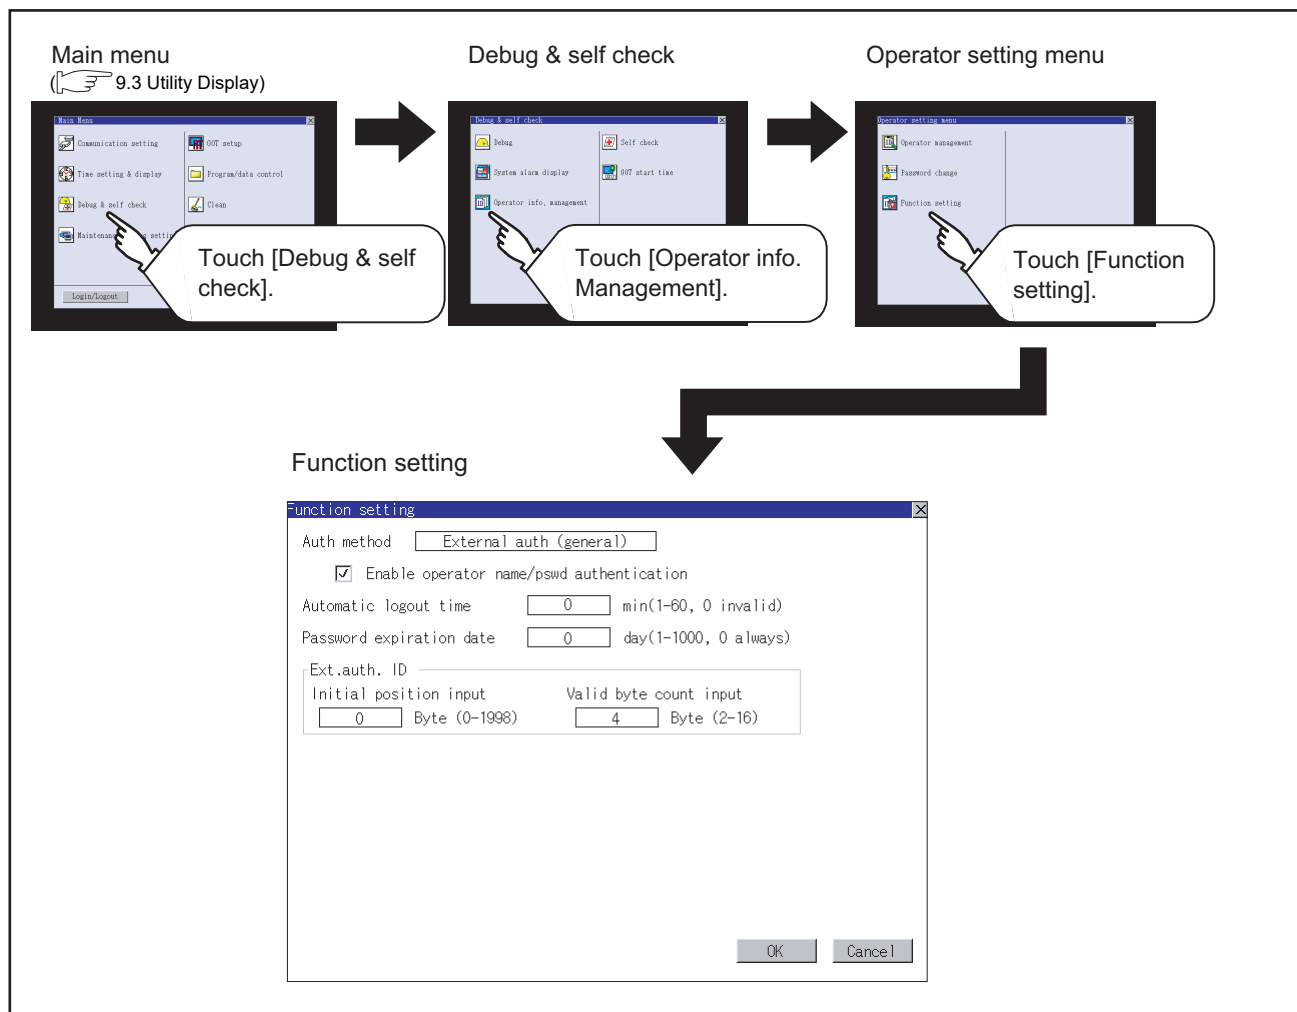 Main menu
( 9.3 Utility Display)
Debug & self check
Operator setting menu
Main Menu
Communication setting
GOT setup
Time setting & display
Program/data control
Debug & self check
Clean
Maintenance
Login/Logout
Touch [Debug & self
check].
Debug & self check
Debug
Self check
System alarm display
GOT start time
Operator info. management
Touch [Operator info.
Management].
Operator setting menu
Operator management
Password change
Function setting
Touch [Function
setting].
Function setting
Function setting
Auth method External auth (general)
Enable operator name/pswd authentication
Automatic logout time 0 min(1-60, 0 invalid)
Password expiration date 0 day(1-1000, 0 always)
Ext.auth. ID
Initial position input Valid byte count input
0 Byte (0-1998) 4 Byte (2-16)
OK Cancel